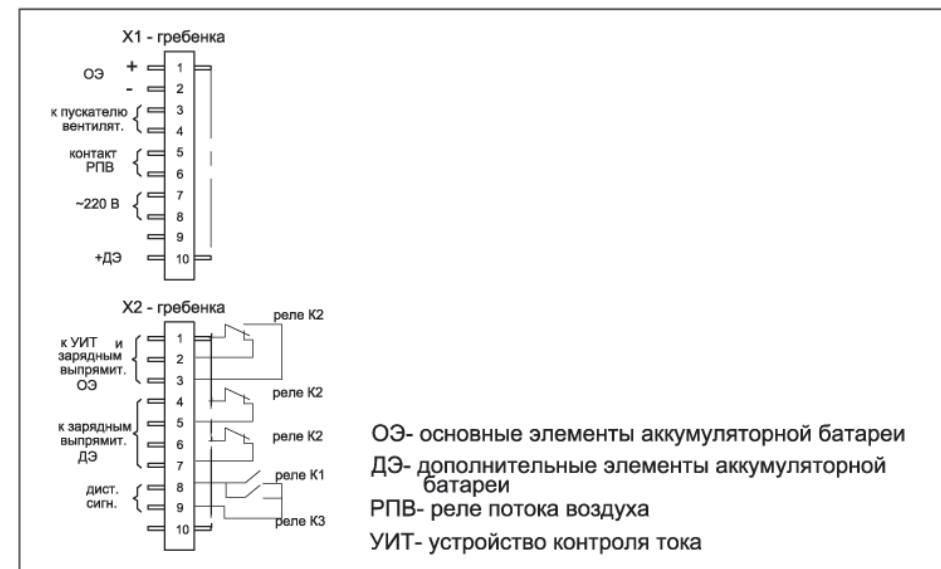 X1 - гребенка
ОЭ
+
-
1
2
к пускателю
вентилят.
3
4
контакт
РПВ
5
6
~220 В
7
8
9
+ДЭ
10
X2 - гребенка
реле К2
к УИТ и
зарядным
выпрямит.
ОЭ
1
2
3
реле К2
к зарядным
выпрямит.
ДЭ
4
5
6
7
реле К2
дист.
сигн.
8
9
10
реле К1
реле К3
ОЭ- основные элементы аккумуляторной батареи
ДЭ- дополнительные элементы аккумуляторной
батареи
РПВ- реле потока воздуха
УИТ- устройство контроля тока